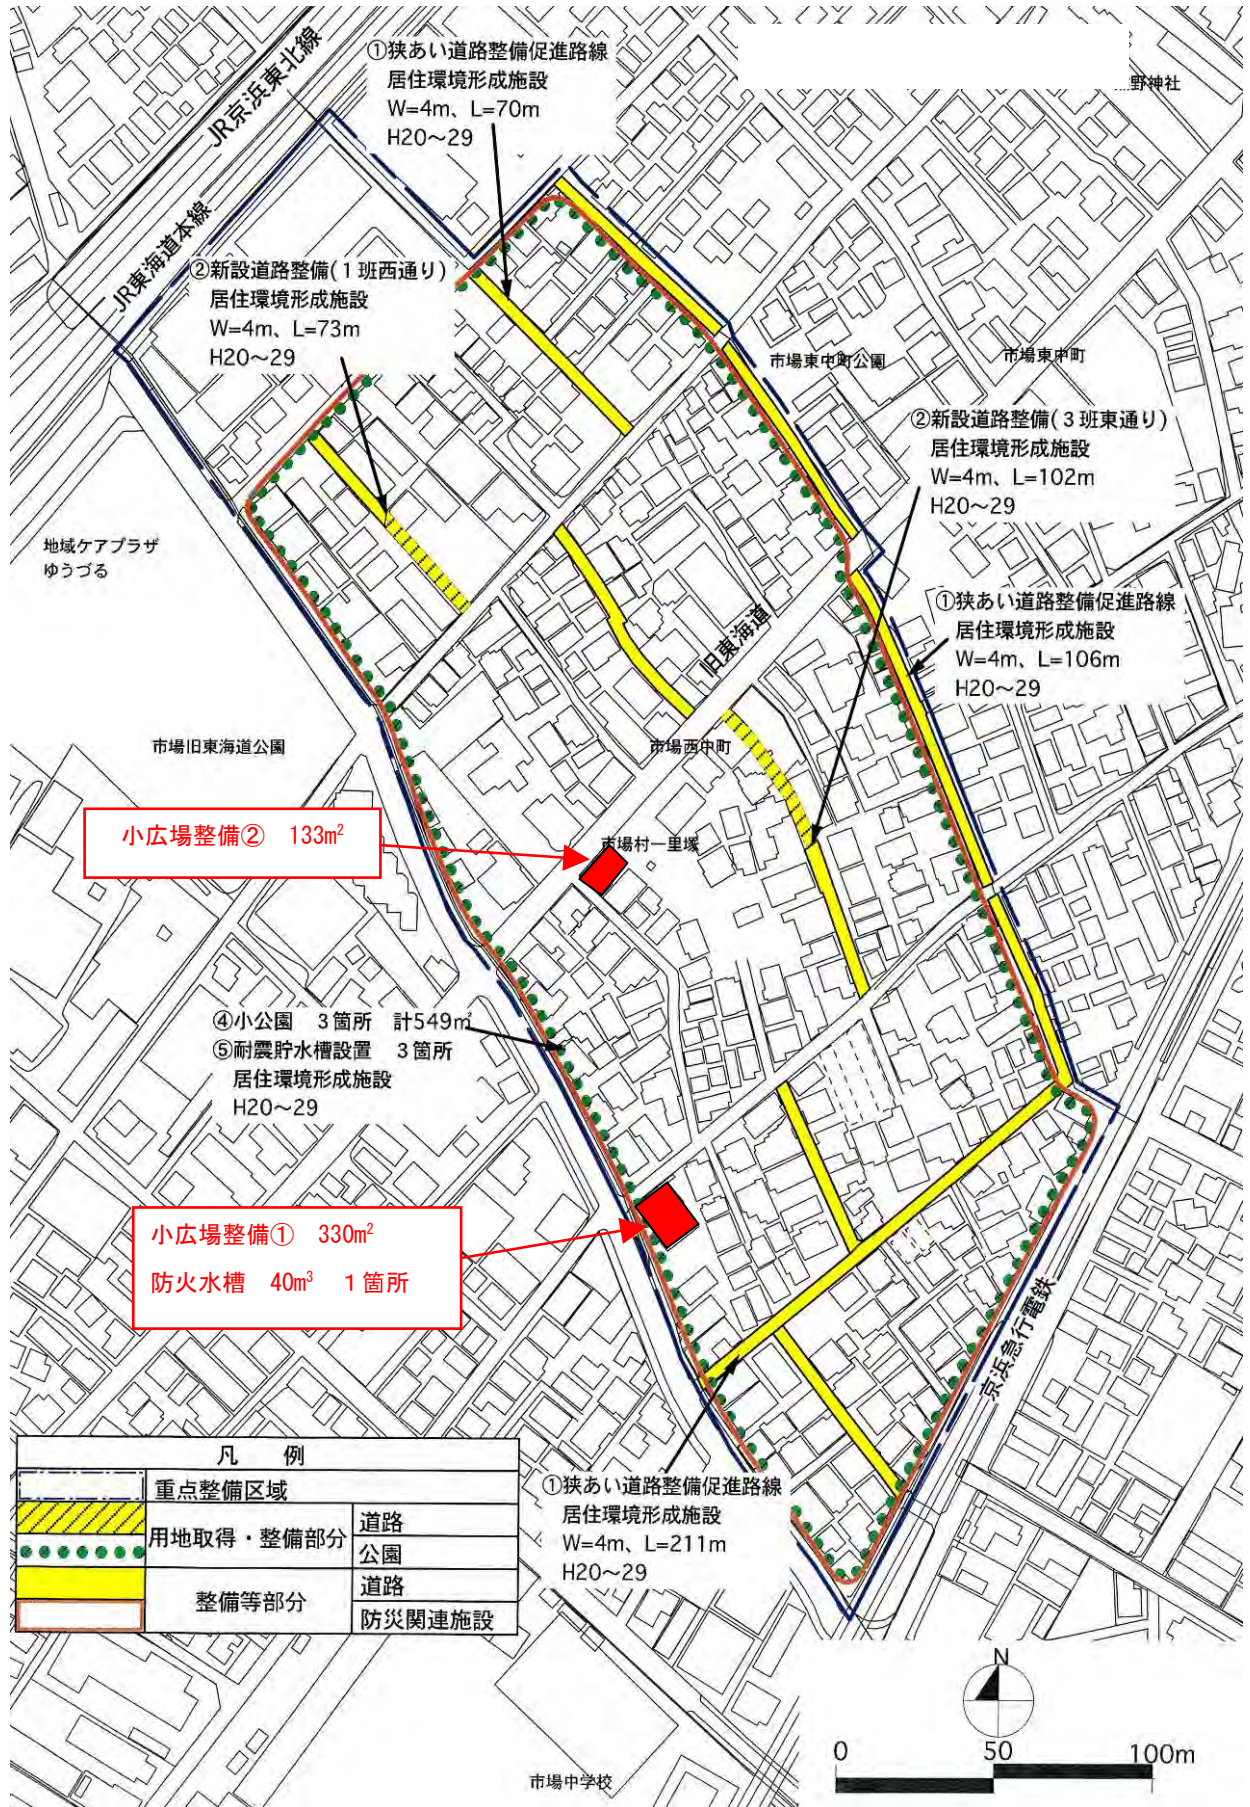 ①狭あい道路整備促進路線
居住環境形成施設
W=4m、L=70m
H20～29
野神社
JR京浜東北線
JR東海道本線
②新設道路整備(１班西通り)
居住環境形成施設
W=4m、L=73m
H20～29
市場東中町公園
市場東中町
②新設道路整備(３班東通り)
居住環境形成施設
W=4m、L=102m
H20～29
地域ケアプラザ
ゆうづる
①狭あい道路整備促進路線
居住環境形成施設
W=4m、L=106m
H20～29
旧東海道
市場旧東海道公園
市場西中町
小広場整備②　133m²
市場村一里塚
④小公園　３箇所　計549㎡
⑤耐震貯水槽設置　３箇所
居住環境形成施設
H20～29
小広場整備①　330m²
防火水槽　40m³　１箇所
京浜急行電鉄
凡　例
重点整備区域
用地取得・整備部分
道路
公園
整備等部分
道路
防災関連施設
①狭あい道路整備促進路線
居住環境形成施設
W=4m、L=211m
H20～29
N
0 50 100m
市場中学校